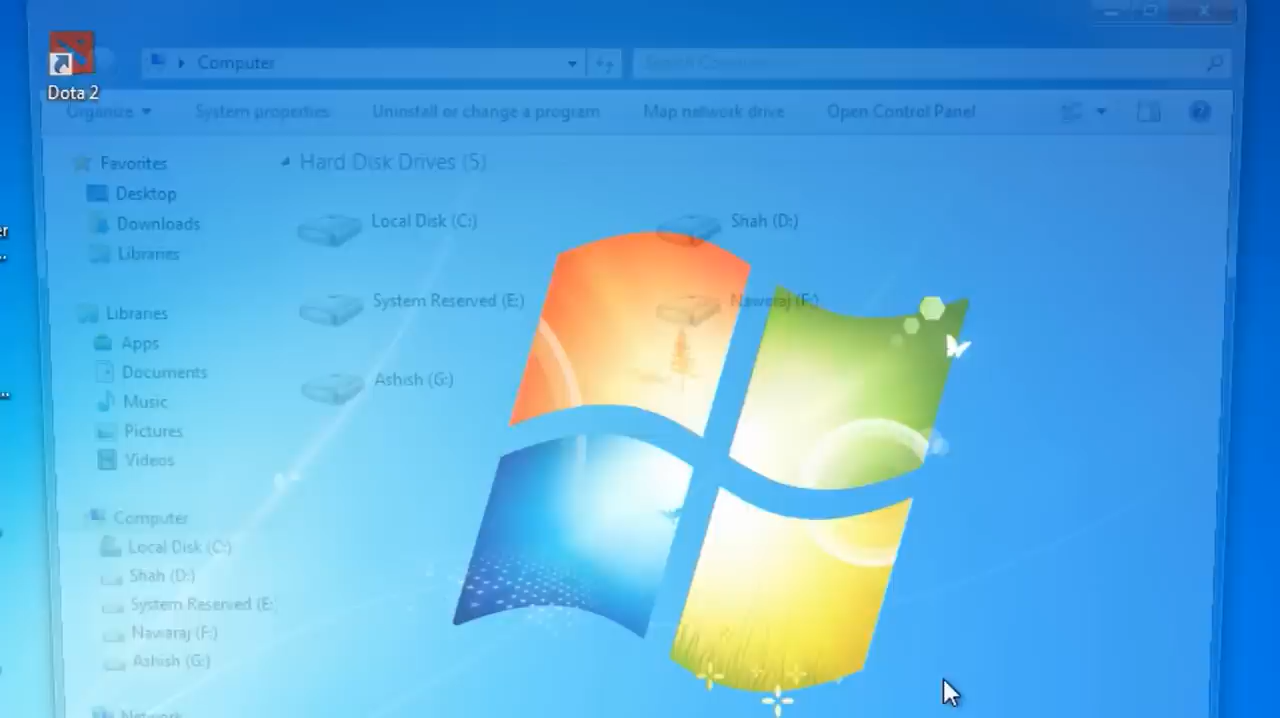 Dota 2
Computer
Search Computer
Organize
System properties
Uninstall or change a program
Map network drive
Open Control Panel
Favorites
Desktop
Downloads
Libraries
Libraries
Apps
Documents
Music
Pictures
Videos
Computer
Local Disk (C:)
Shah (D:)
System Reserved (E:
Nawaraj (F:)
Ashish (G:)
Network
Hard Disk Drives (5)
Local Disk (C:)
Shah (D:)
System Reserved (E:)
Nawaraj (F:)
Ashish (G:)
er
...
...